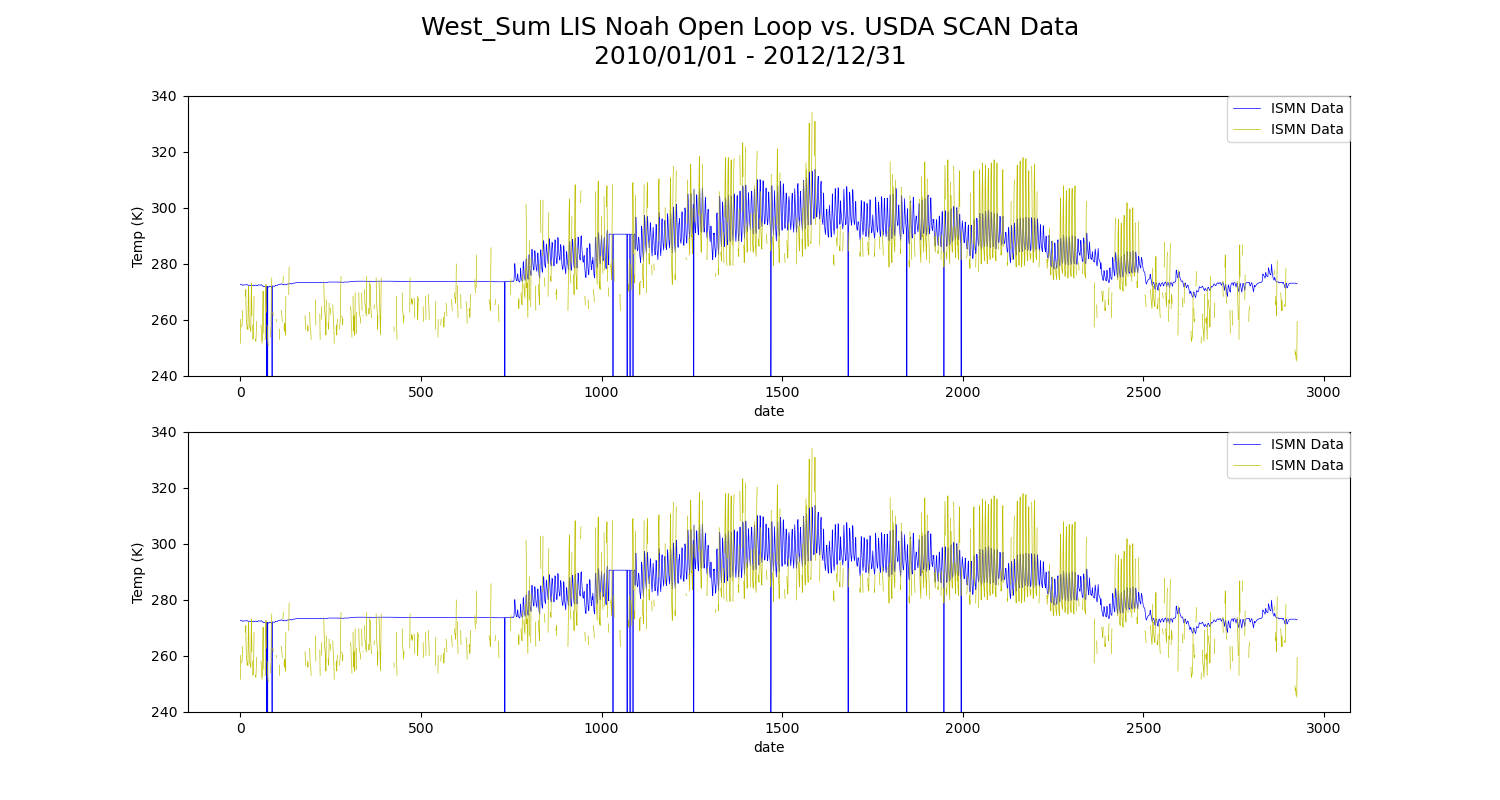 West_Sum LIS Noah Open Loop vs. USDA SCAN Data
2010/01/01 - 2012/12/31
340
320
300
280
260
240
Temp (K)
ISMN Data
ISMN Data
0
500
1000
1500
2000
2500
3000
date
340
320
300
280
260
240
Temp (K)
ISMN Data
ISMN Data
0
500
1000
1500
2000
2500
3000
date